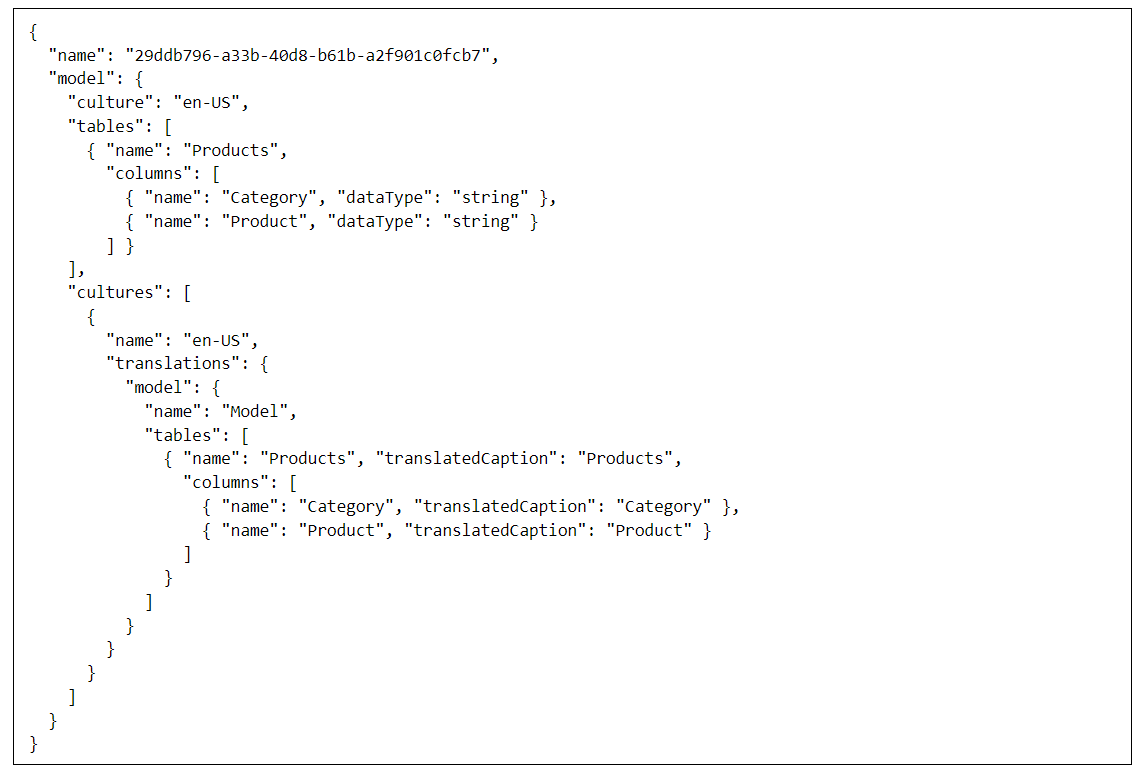 {
  "name": "29ddb796-a33b-40d8-b61b-a2f901c0fcb7",
  "model": {
    "culture": "en-US",
    "tables": [
      { "name": "Products",
        "columns": [
          { "name": "Category", "dataType": "string" },
          { "name": "Product", "dataType": "string" }
        ] }
    ],
    "cultures": [
      {
        "name": "en-US",
        "translations": {
          "model": {
            "name": "Model",
            "tables": [
              { "name": "Products", "translatedCaption": "Products",
                "columns": [
                  { "name": "Category", "translatedCaption": "Category" },
                  { "name": "Product", "translatedCaption": "Product" }
                ]
              }
            ]
          }
        }
      }
    ]
  }
}